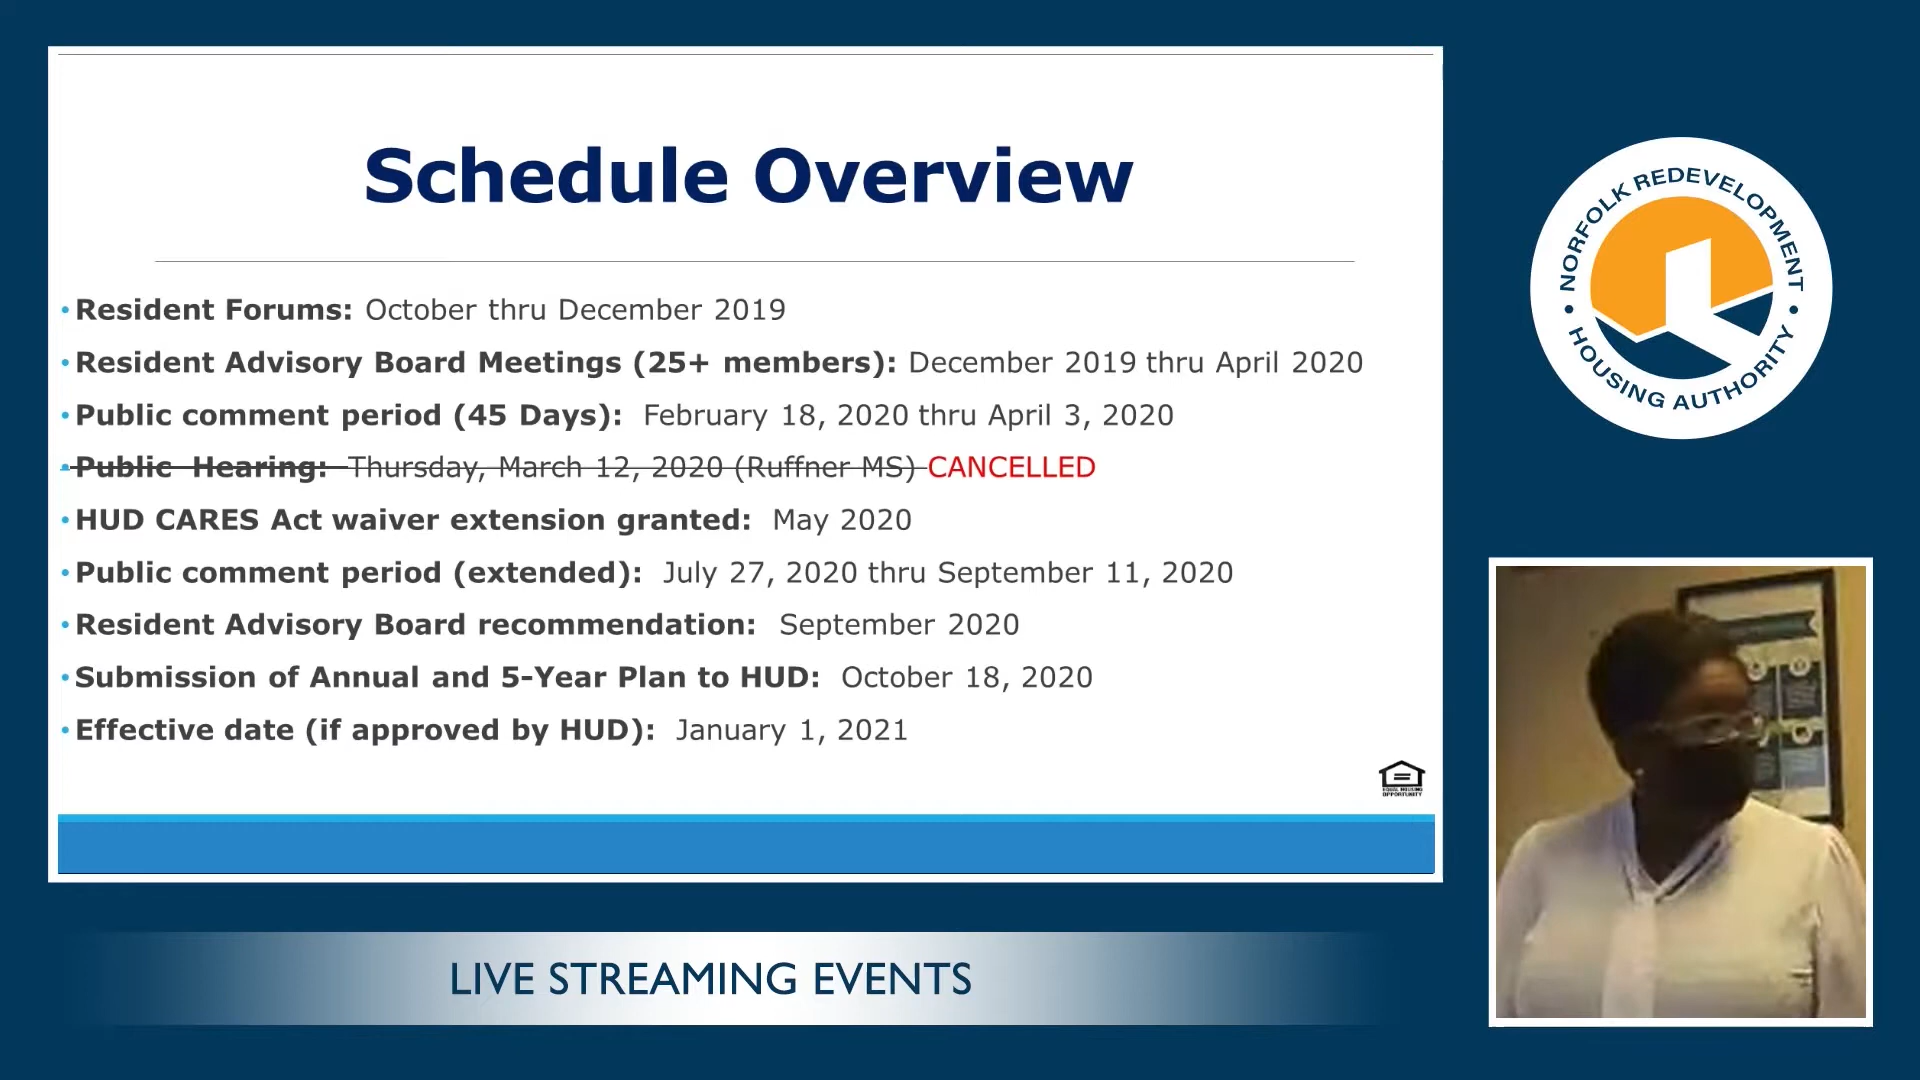 Schedule Overview
• Resident Forums: October thru December 2019
• Resident Advisory Board Meetings (25+ members): December 2019 thru April 2020
• Public comment period (45 Days): February 18, 2020 thru April 3, 2020
• Public Hearing: Thursday, March 12, 2020 (Ruffner MS) CANCELLED
• HUD CARES Act waiver extension granted: May 2020
• Public comment period (extended): July 27, 2020 thru September 11, 2020
• Resident Advisory Board recommendation: September 2020
• Submission of Annual and 5-Year Plan to HUD: October 18, 2020
• Effective date (if approved by HUD): January 1, 2021
EQUAL HOUSING
OPPORTUNITY
LIVE STREAMING EVENTS
NORFOLK REDEVELOPMENT
• HOUSING AUTHORITY •